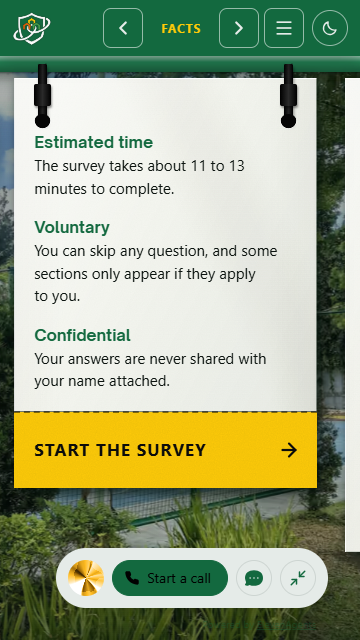 FACTS
Estimated time
The survey takes about 11 to 13
minutes to complete.
Voluntary
You can skip any question, and some
sections only appear if they apply
to you.
Confidential
Your answers are never shared with
your name attached.
START THE SURVEY
Start a call